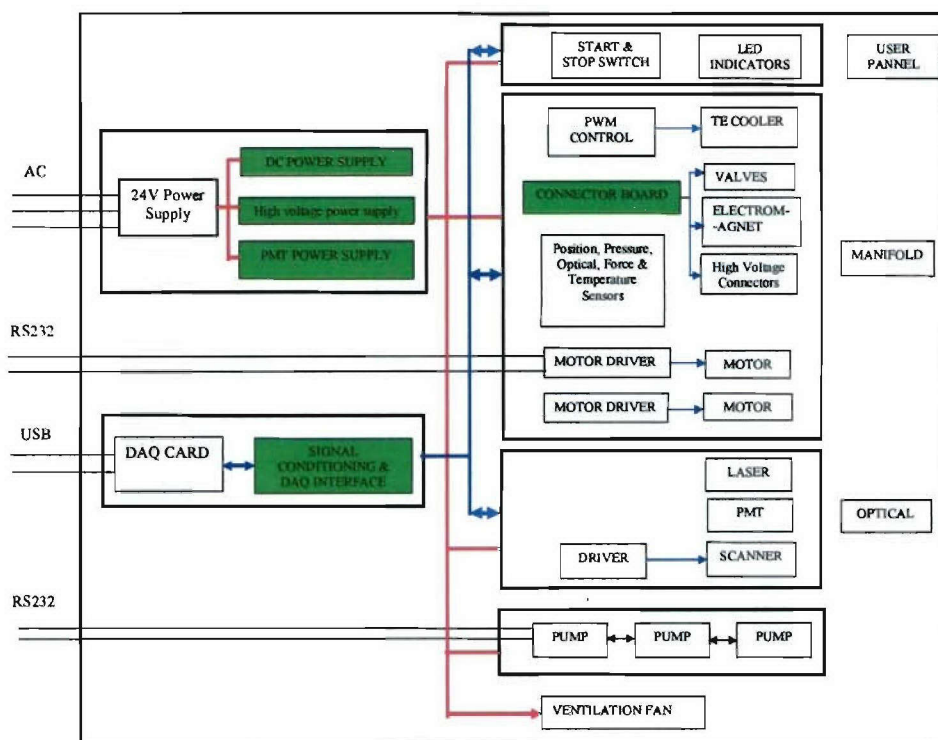 START &
STOP SWITCH
LED
INDICATORS
USER
PANNEL
PWM
CONTROL
TE COOLER
AC
DC POWER SUPPLY
24V Power
Supply
High voltage power supply
PMT POWER SUPPLY
CONNECTOR BOARD
VALVES
ELECTROM-
-AGNET
High Voltage
Connectors
Position, Pressure,
Optical, Force &
Temperature
Sensors
MANIFOLD
RS232
MOTOR DRIVER
MOTOR
MOTOR DRIVER
MOTOR
USB
DAQ CARD
SIGNAL
CONDITIONING &
DAQ INTERFACE
LASER
PMT
OPTICAL
DRIVER
SCANNER
RS232
PUMP
PUMP
PUMP
VENTILATION FAN